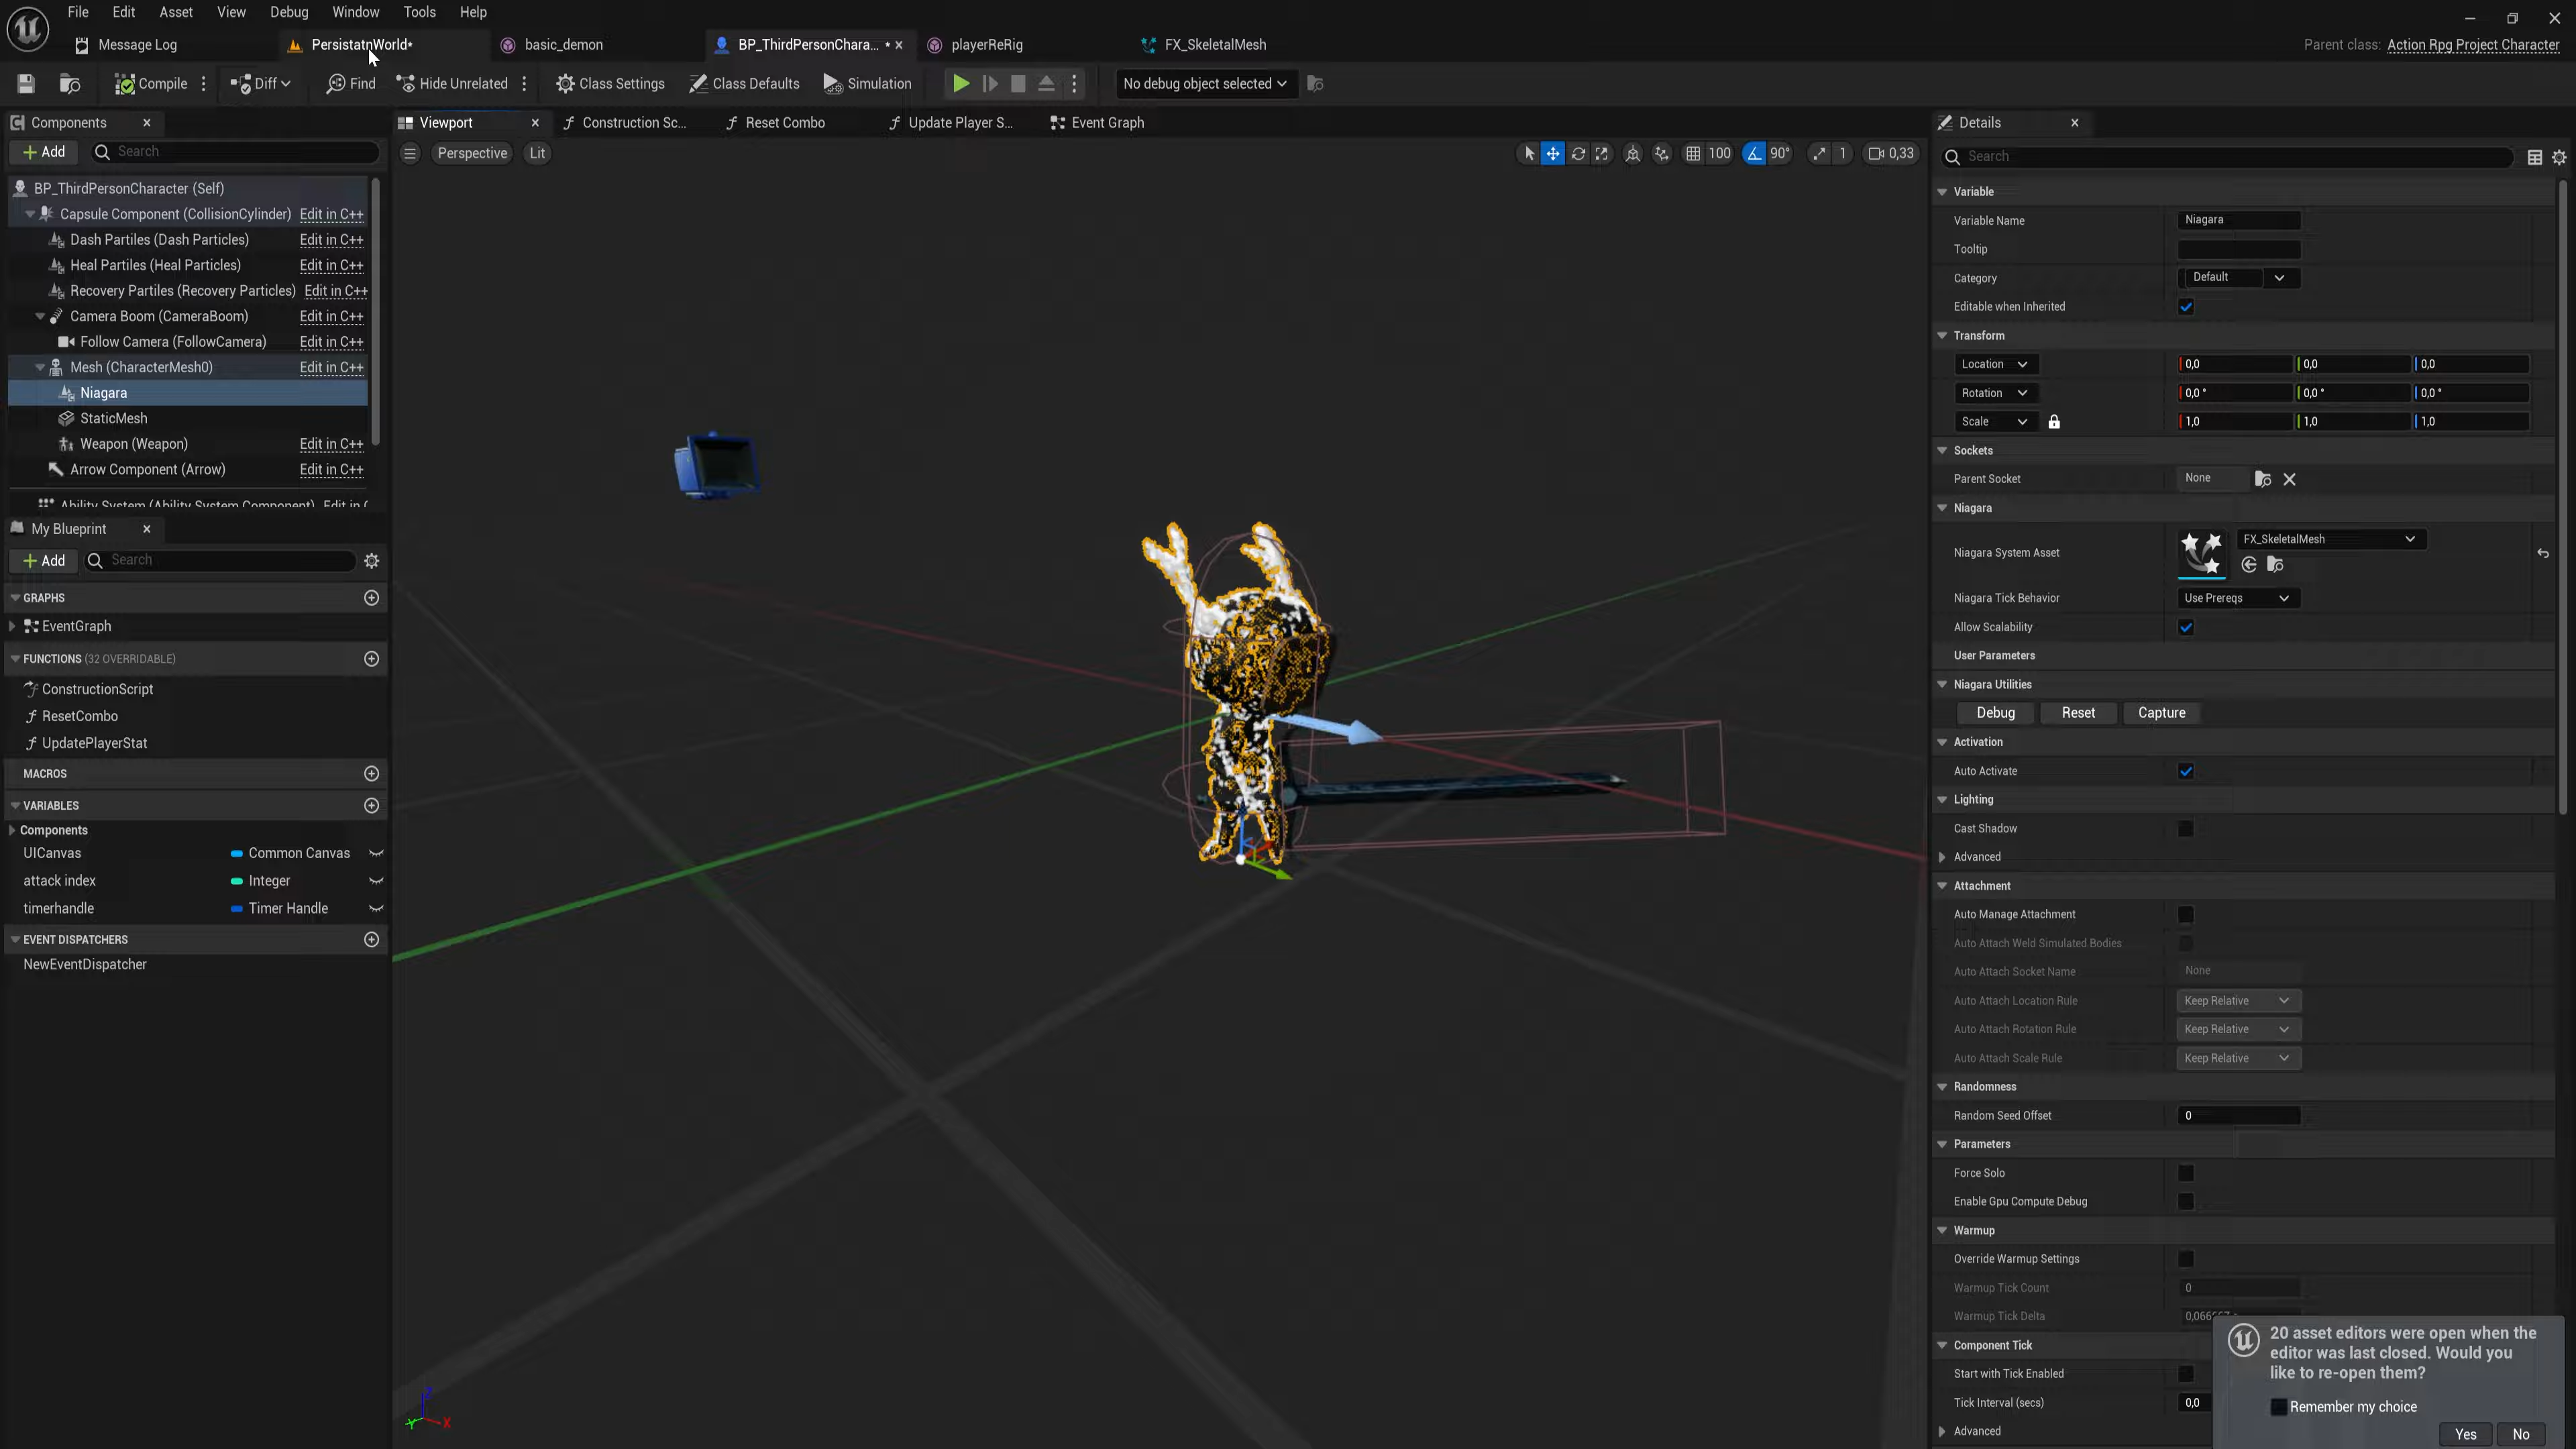 File Edit Asset View Debug Window Tools Help
Message Log PersistatnWorld* basic_demon BP_ThirdPersonChara... * playerReRig FX_SkeletalMesh Parent class: Action Rpg Project Character
Compile Diff Find Hide Unrelated Class Settings Class Defaults Simulation No debug object selected
Components
Add Search
BP_ThirdPersonCharacter (Self)
Capsule Component (CollisionCylinder) Edit in C++
Dash Partiles (Dash Particles) Edit in C++
Heal Partiles (Heal Particles) Edit in C++
Recovery Partiles (Recovery Particles) Edit in C++
Camera Boom (CameraBoom) Edit in C++
Follow Camera (FollowCamera) Edit in C++
Mesh (CharacterMesh0) Edit in C++
Niagara
StaticMesh
Weapon (Weapon) Edit in C++
Arrow Component (Arrow) Edit in C++
Ability System (Ability System Component) Edit in C
My Blueprint
Add Search
GRAPHS
EventGraph
FUNCTIONS (32 OVERRIDABLE)
ConstructionScript
ResetCombo
UpdatePlayerStat
MACROS
VARIABLES
Components
UICanvas Common Canvas
attack index Integer
timerhandle Timer Handle
EVENT DISPATCHERS
NewEventDispatcher
Viewport Construction Sc... Reset Combo Update Player S... Event Graph
Perspective Lit 100 90° 1 0,33
Z
Y X
Details
Search
Variable
Variable Name Niagara
Tooltip
Category Default
Editable when Inherited
Transform
Location 0,0 0,0 0,0
Rotation 0,0 ° 0,0 ° 0,0 °
Scale 1,0 1,0 1,0
Sockets
Parent Socket None
Niagara
Niagara System Asset FX_SkeletalMesh
Niagara Tick Behavior Use Prereqs
Allow Scalability
User Parameters
Niagara Utilities
Debug Reset Capture
Activation
Auto Activate
Lighting
Cast Shadow
Advanced
Attachment
Auto Manage Attachment
Auto Attach Weld Simulated Bodies
Auto Attach Socket Name None
Auto Attach Location Rule Keep Relative
Auto Attach Rotation Rule Keep Relative
Auto Attach Scale Rule Keep Relative
Randomness
Random Seed Offset 0
Parameters
Force Solo
Enable Gpu Compute Debug
Warmup
Override Warmup Settings
Warmup Tick Count 0
Warmup Tick Delta
Component Tick
Start with Tick Enabled
Tick Interval (secs) 0,0
Advanced
20 asset editors were open when the
editor was last closed. Would you
like to re-open them?
Remember my choice
Yes No